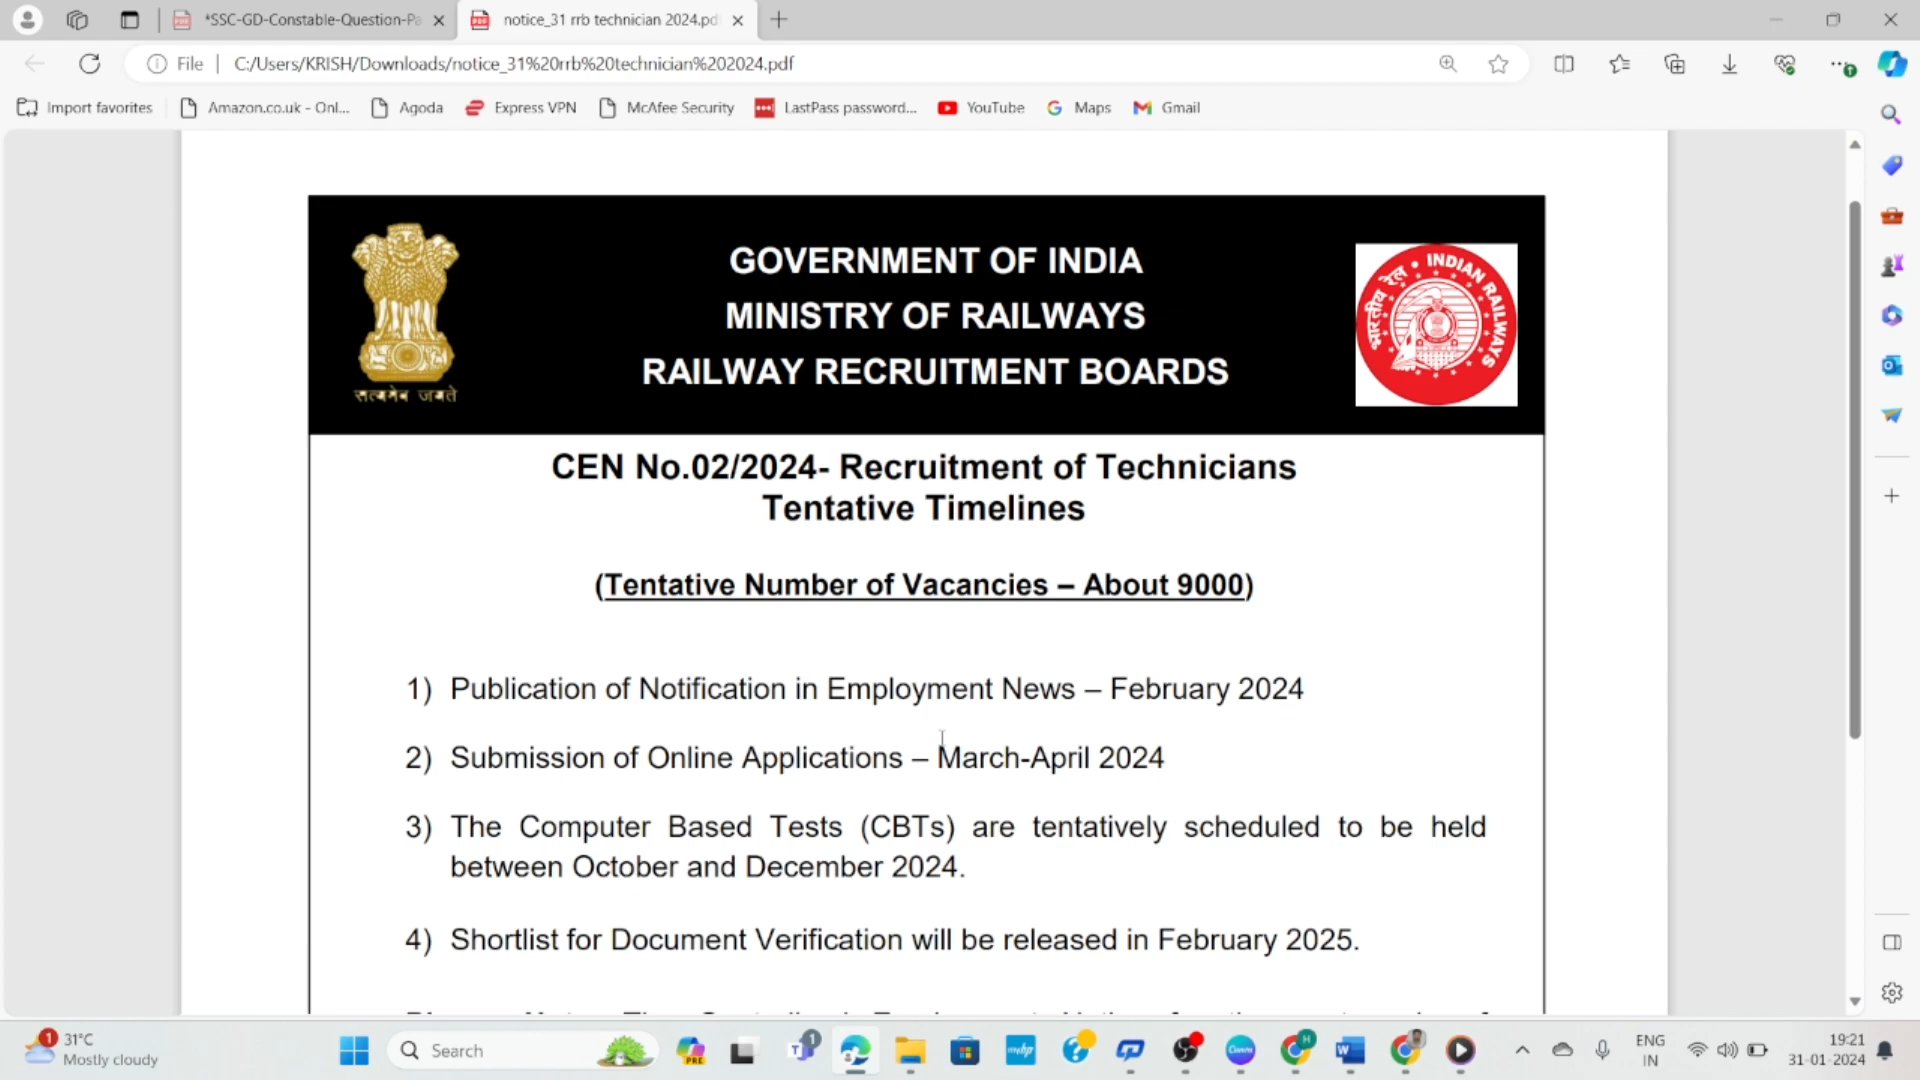 *SSC-GD-Constable-Question-Pa
notice_31 rrb technician 2024.pd
File
C:/Users/KRISH/Downloads/notice_31%20rrb%20technician%202024.pdf
Import favorites
Amazon.co.uk - Onl...
Agoda
Express VPN
McAfee Security
LastPass password...
YouTube
Maps
Gmail
GOVERNMENT OF INDIA
MINISTRY OF RAILWAYS
RAILWAY RECRUITMENT BOARDS
सत्यमेव जयते
भारतीय रेल • INDIAN RAILWAYS
CEN No.02/2024- Recruitment of Technicians
Tentative Timelines
(Tentative Number of Vacancies – About 9000)
1) Publication of Notification in Employment News – February 2024
2) Submission of Online Applications – March-April 2024
3) The Computer Based Tests (CBTs) are tentatively scheduled to be held
between October and December 2024.
4) Shortlist for Document Verification will be released in February 2025.
1
31°C
Mostly cloudy
Search
PRE
1
mybp
Canva
H
ENG
IN
19:21
31-01-2024